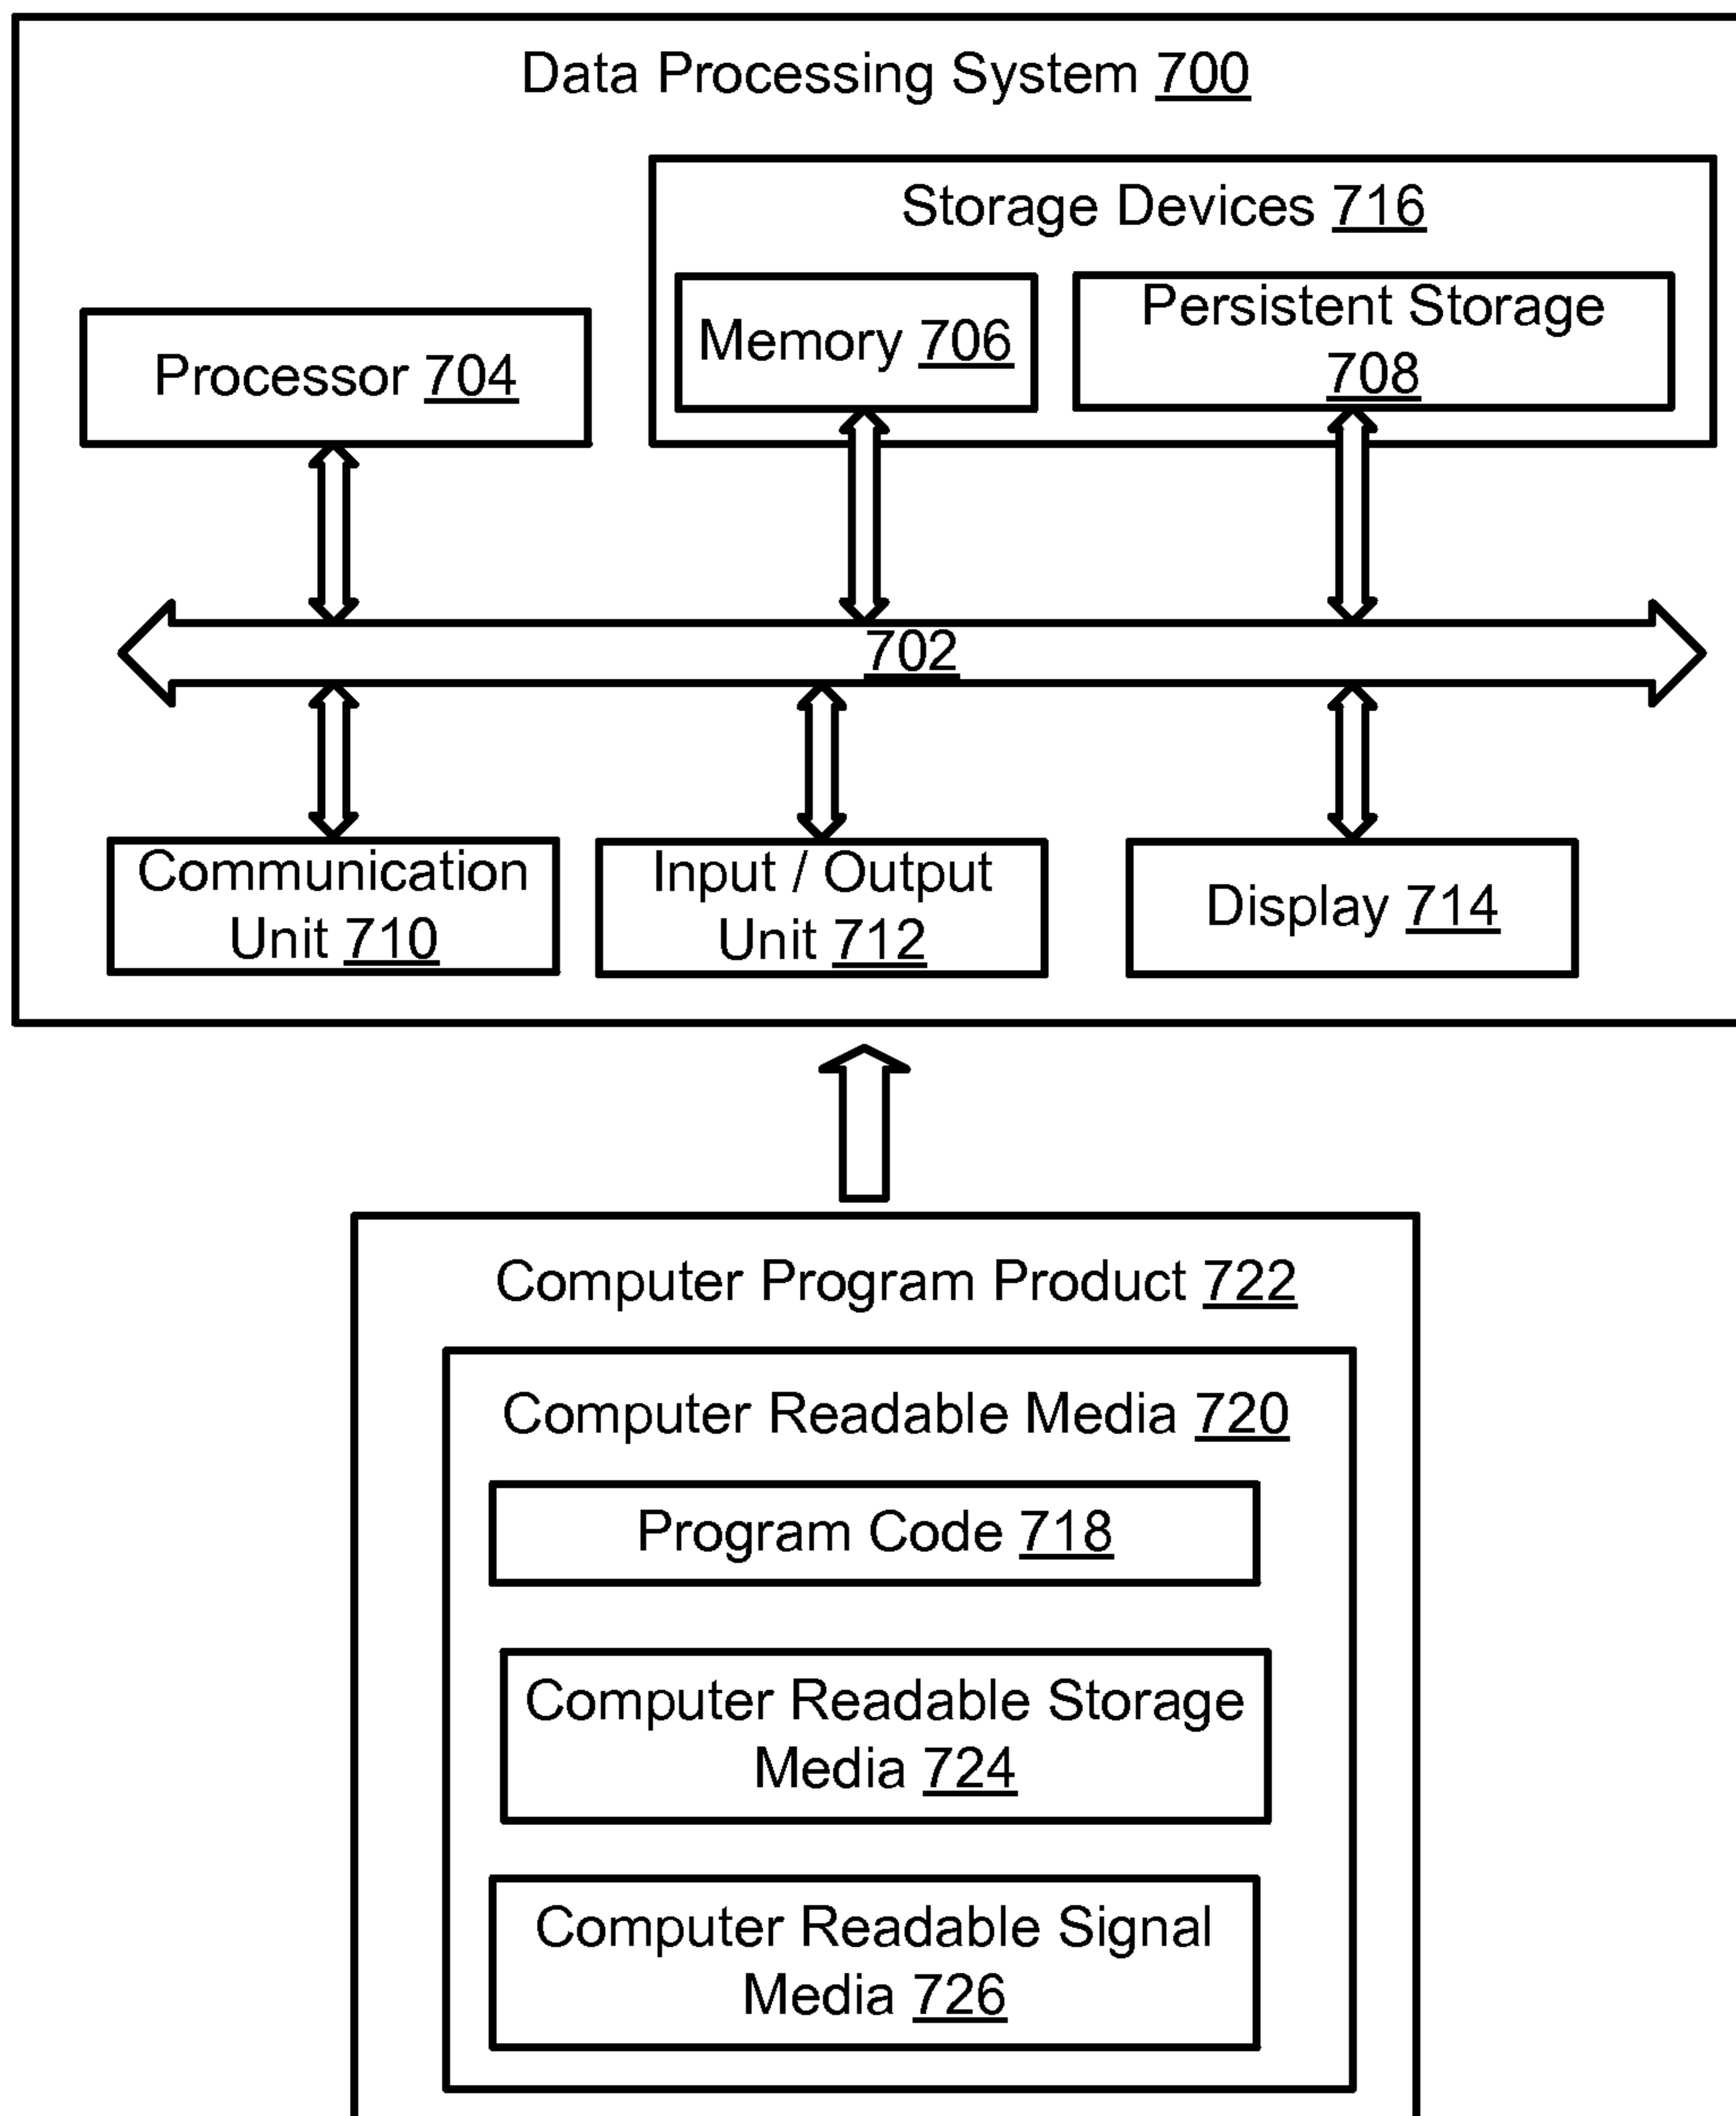 Data Processing System 700
Storage Devices 716
Memory 706
Persistent Storage
708
Processor 704
702
Communication
Unit 710
Input / Output
Unit 712
Display 714
Computer Program Product 722
Computer Readable Media 720
Program Code 718
Computer Readable Storage
Media 724
Computer Readable Signal
Media 726